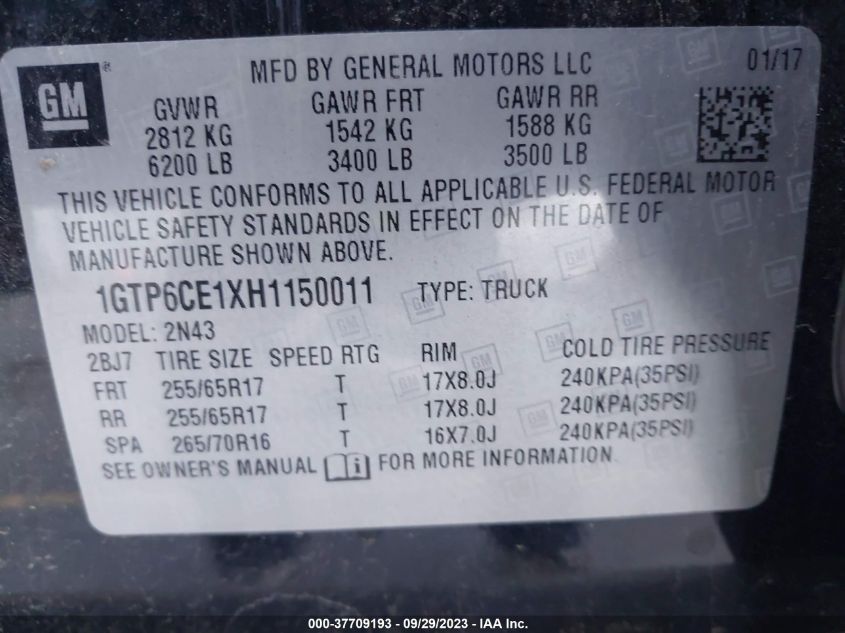 GM
MFD BY GENERAL MOTORS LLC 01/17
GVWR GAWR FRT GAWR RR
2812 KG 1542 KG 1588 KG
6200 LB 3400 LB 3500 LB
THIS VEHICLE CONFORMS TO ALL APPLICABLE U.S. FEDERAL MOTOR
VEHICLE SAFETY STANDARDS IN EFFECT ON THE DATE OF
MANUFACTURE SHOWN ABOVE.
1GTP6CE1XH1150011 TYPE: TRUCK
MODEL: 2N43
2BJ7 TIRE SIZE SPEED RTG RIM COLD TIRE PRESSURE
FRT 255/65R17 T 17X8.0J 240KPA(35PSI)
RR 255/65R17 T 17X8.0J 240KPA(35PSI)
SPA 265/70R16 T 16X7.0J 240KPA(35PSI)
SEE OWNER'S MANUAL FOR MORE INFORMATION.
000-37709193 - 09/29/2023 - IAA Inc.